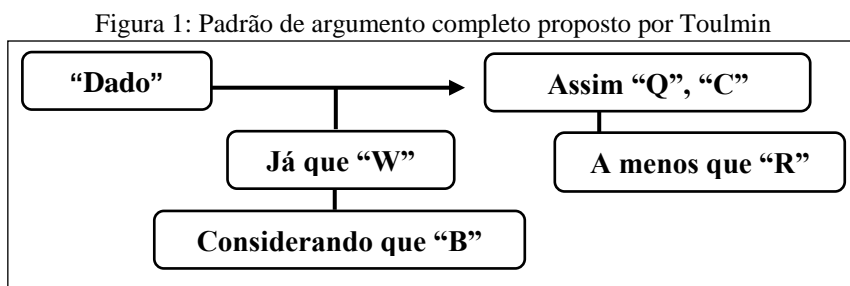 Figura 1: Padrão de argumento completo proposto por Toulmin
“Dado”
Assim “Q”, “C”
Já que “W”
A menos que “R”
Considerando que “B”